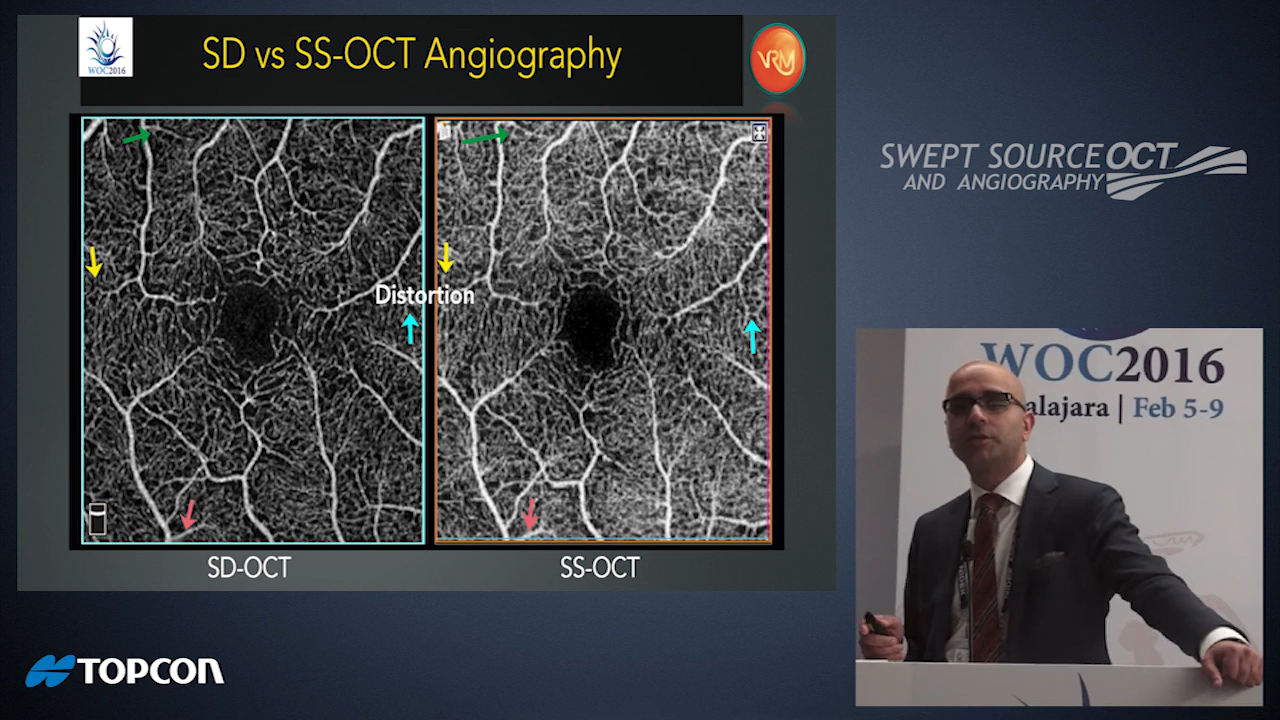 WOC2016
SD vs SS-OCT Angiography
VRM
Distortion
SD-OCT
SS-OCT
SWEPT SOURCE OCT
AND ANGIOGRAPHY
WOC2016
alajara | Feb 5-9
TOPCON